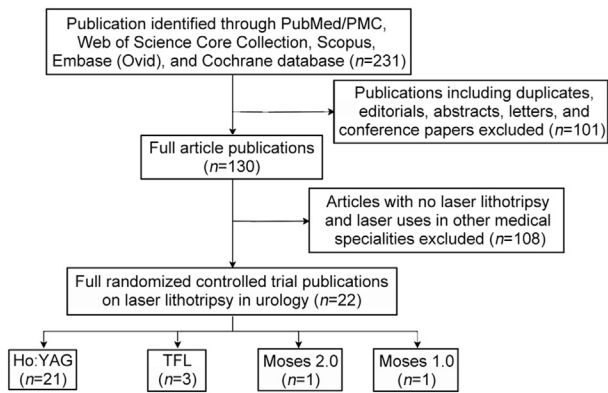 Publication identified through PubMed/PMC,
Web of Science Core Collection, Scopus,
Embase (Ovid), and Cochrane database (n=231)
Publications including duplicates,
editorials, abstracts, letters, and
conference papers excluded (n=101)
Full article publications
(n=130)
Articles with no laser lithotripsy
and laser uses in other medical
specialities excluded (n=108)
Full randomized controlled trial publications
on laser lithotripsy in urology (n=22)
Ho:YAG
(n=21)
TFL
(n=3)
Moses 2.0
(n=1)
Moses 1.0
(n=1)